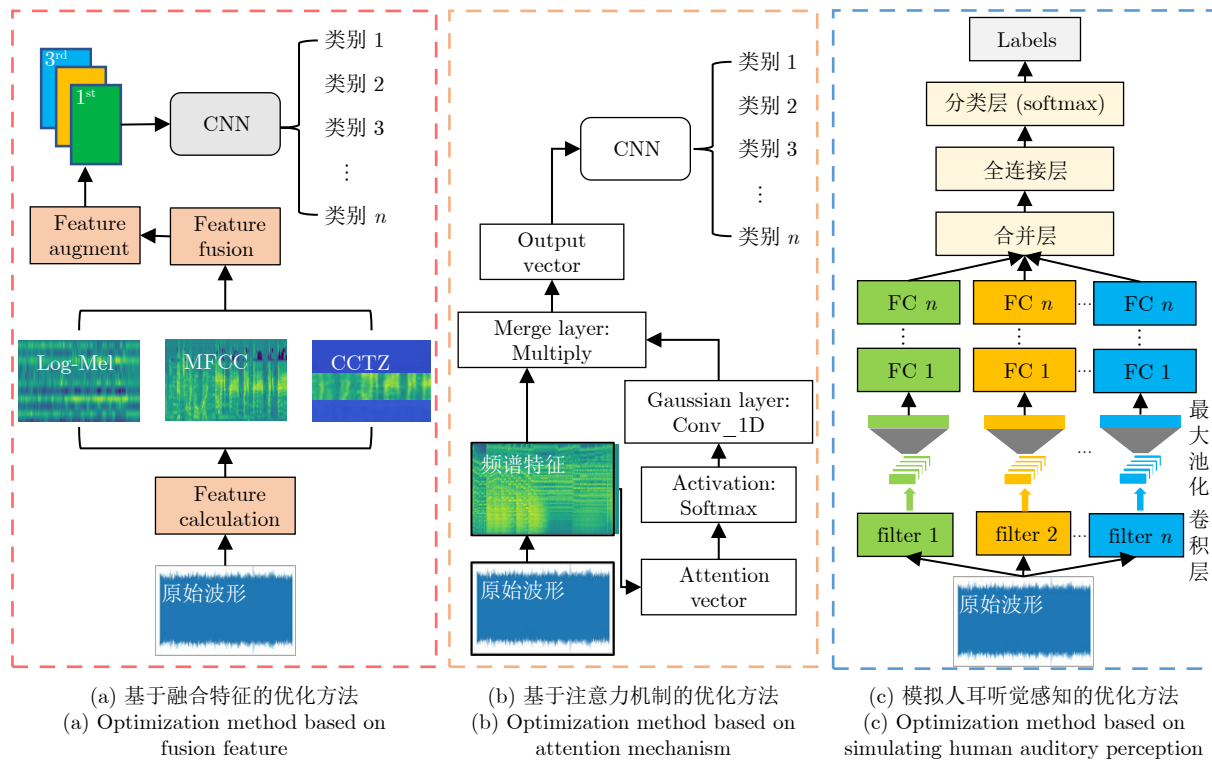 3rd
1st
CNN
类别 1
类别 2
类别 3
⋮
类别 n
Feature
augment
Feature
fusion
Log-Mel
MFCC
CCTZ
Feature
calculation
原始波形
(a) 基于融合特征的优化方法
(a) Optimization method based on
fusion feature
类别 1
类别 2
类别 3
⋮
类别 n
CNN
Output
vector
Merge layer:
Multiply
Gaussian layer:
Conv_1D
频谱特征
Activation:
Softmax
Attention
vector
原始波形
(b) 基于注意力机制的优化方法
(b) Optimization method based on
attention mechanism
Labels
分类层 (softmax)
全连接层
合并层
FC n
FC n
...
FC n
⋮
⋮
⋮
FC 1
FC 1
...
FC 1
最大池化
...
卷积层
filter 1
filter 2
...
filter n
原始波形
(c) 模拟人耳听觉感知的优化方法
(c) Optimization method based on
simulating human auditory perception